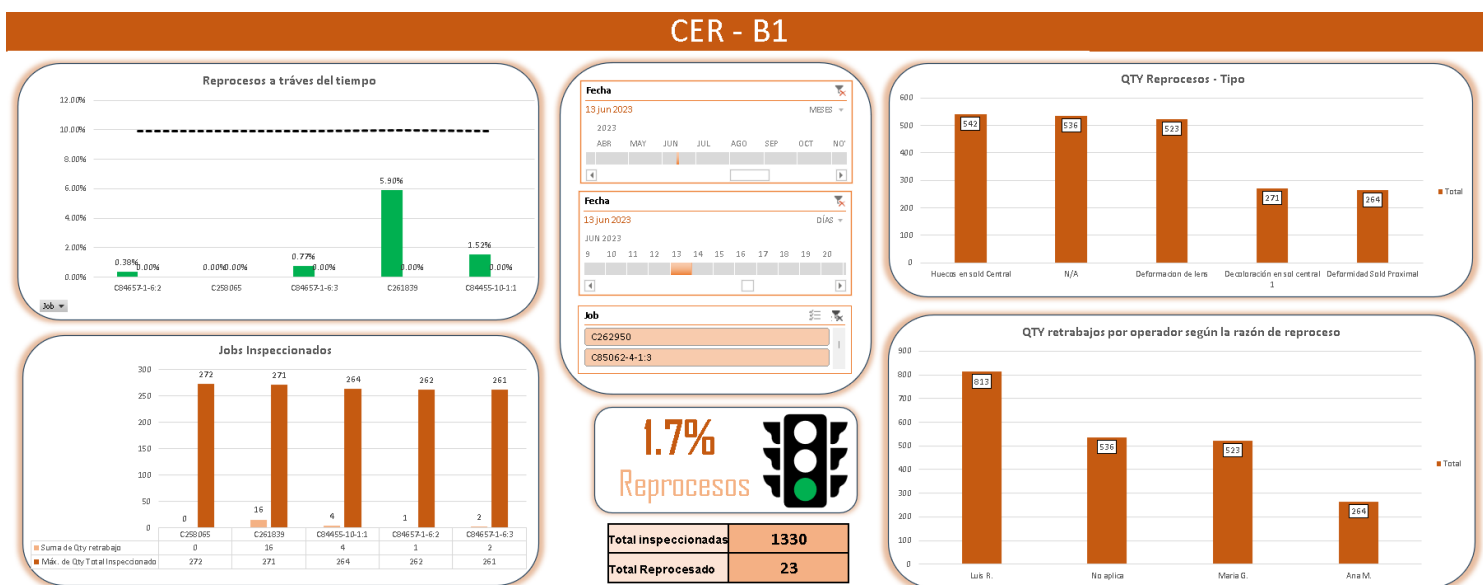 CER - B1
Reprocesos a tráves del tiempo
12.00%
10.00%
8.00%
6.00%
4.00%
2.00%
0.00%
0.38%
0.00%
0.00%
0.00%
0.77%
0.00%
5.90%
0.00%
1.52%
0.00%
C84657-1-6:2
C258065
C84657-1-6:3
C261839
C84455-10-1:1
Job
Jobs Inspeccionados
300
250
200
150
100
50
0
0
272
16
271
4
264
1
262
2
261
C258065
C261839
C84455-10-1:1
C84657-1-6:2
C84657-1-6:3
Suma de Qty retrabajo
0
16
4
1
2
Máx. de Qty Total Inspeccionado
272
271
264
262
261
Fecha
13 jun 2023
MESES
2023
ABR MAY JUN JUL AGO SEP OCT NO'
Fecha
13 jun 2023
DÍAS
JUN 2023
9 10 11 12 13 14 15 16 17 18 19 20
Job
C262950
C85062-4-1:3
1.7%
Reprocesos
Total inspeccionadas 1330
Total Reprocesado 23
QTY Reprocesos - Tipo
600
500
400
300
200
100
0
542
536
523
271
264
Huecos en sold Central
N/A
Deformacion de lens
Decoloración en sol central
1
Deformidad Sold Proximal
Total
QTY retrabajos por operador según la razón de reproceso
900
800
700
600
500
400
300
200
100
0
813
536
523
264
Luis R.
No aplica
Maria G.
Ana M.
Total